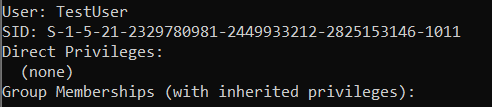 User: TestUser
SID: S-1-5-21-2329780981-2449933212-2825153146-1011
Direct Privileges:
  (none)
Group Memberships (with inherited privileges):